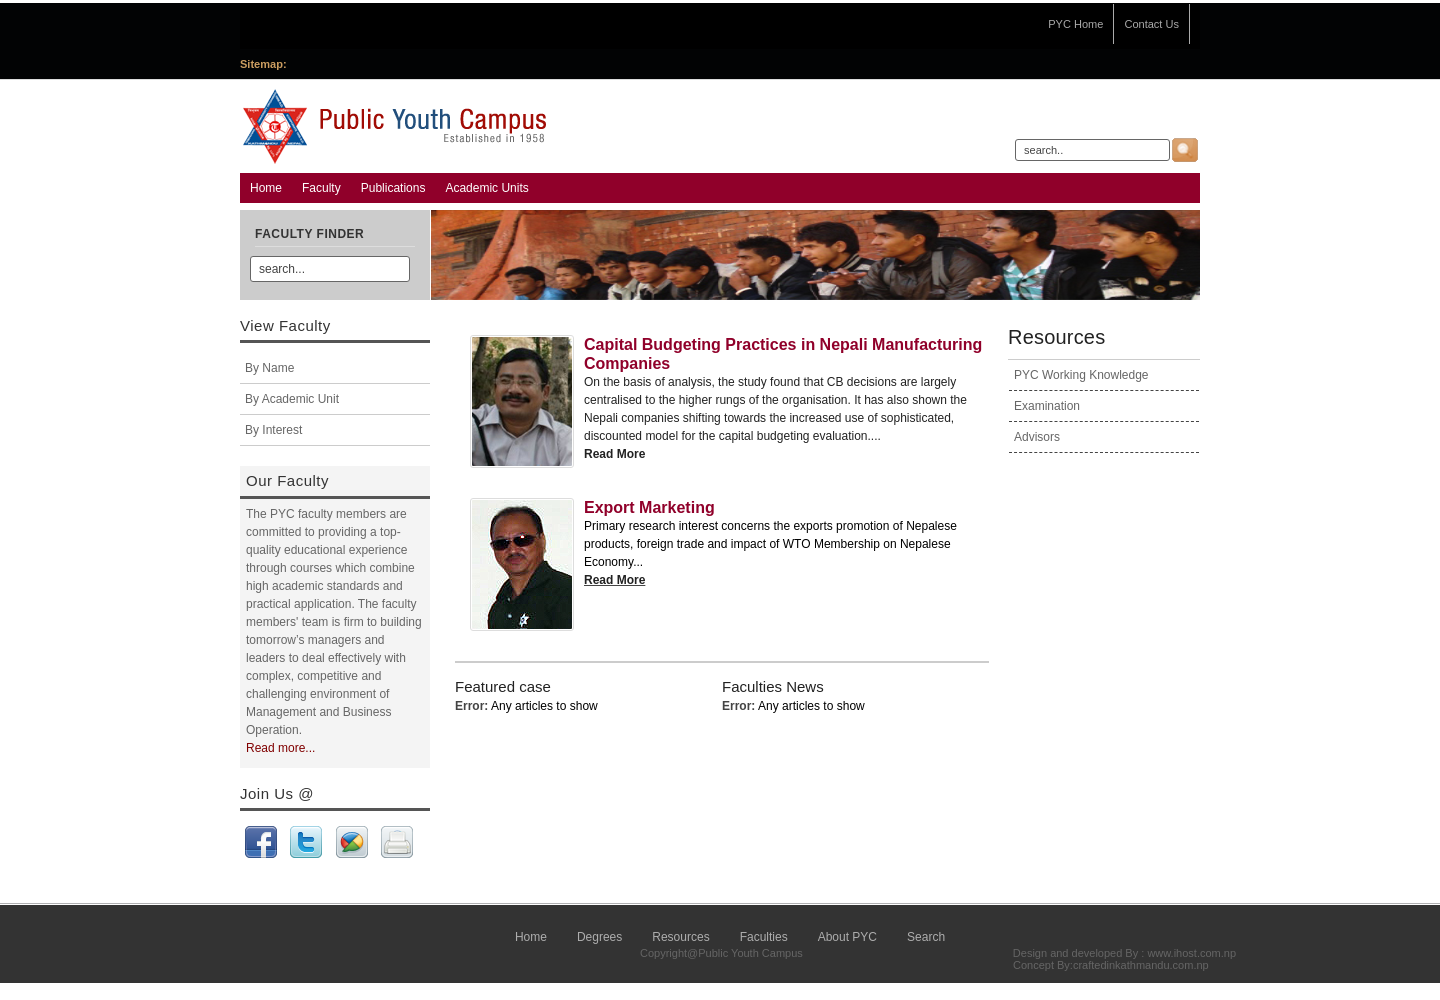 PYC Home
Contact Us
Sitemap:
Public Youth Campus
Established in 1958
search..
Home
Faculty
Publications
Academic Units
FACULTY FINDER
search...
View Faculty
By Name
By Academic Unit
By Interest
Our Faculty
The PYC faculty members are
committed to providing a top-
quality educational experience
through courses which combine
high academic standards and
practical application. The faculty
members' team is firm to building
tomorrow's managers and
leaders to deal effectively with
complex, competitive and
challenging environment of
Management and Business
Operation.
Read more...
Join Us @
Capital Budgeting Practices in Nepali Manufacturing
Companies
On the basis of analysis, the study found that CB decisions are largely
centralised to the higher rungs of the organisation. It has also shown the
Nepali companies shifting towards the increased use of sophisticated,
discounted model for the capital budgeting evaluation....
Read More
Export Marketing
Primary research interest concerns the exports promotion of Nepalese
products, foreign trade and impact of WTO Membership on Nepalese
Economy...
Read More
Featured case
Error: Any articles to show
Faculties News
Error: Any articles to show
Resources
PYC Working Knowledge
Examination
Advisors
Home
Degrees
Resources
Faculties
About PYC
Search
Copyright@Public Youth Campus
Design and developed By : www.ihost.com.np
Concept By:craftedinkathmandu.com.np